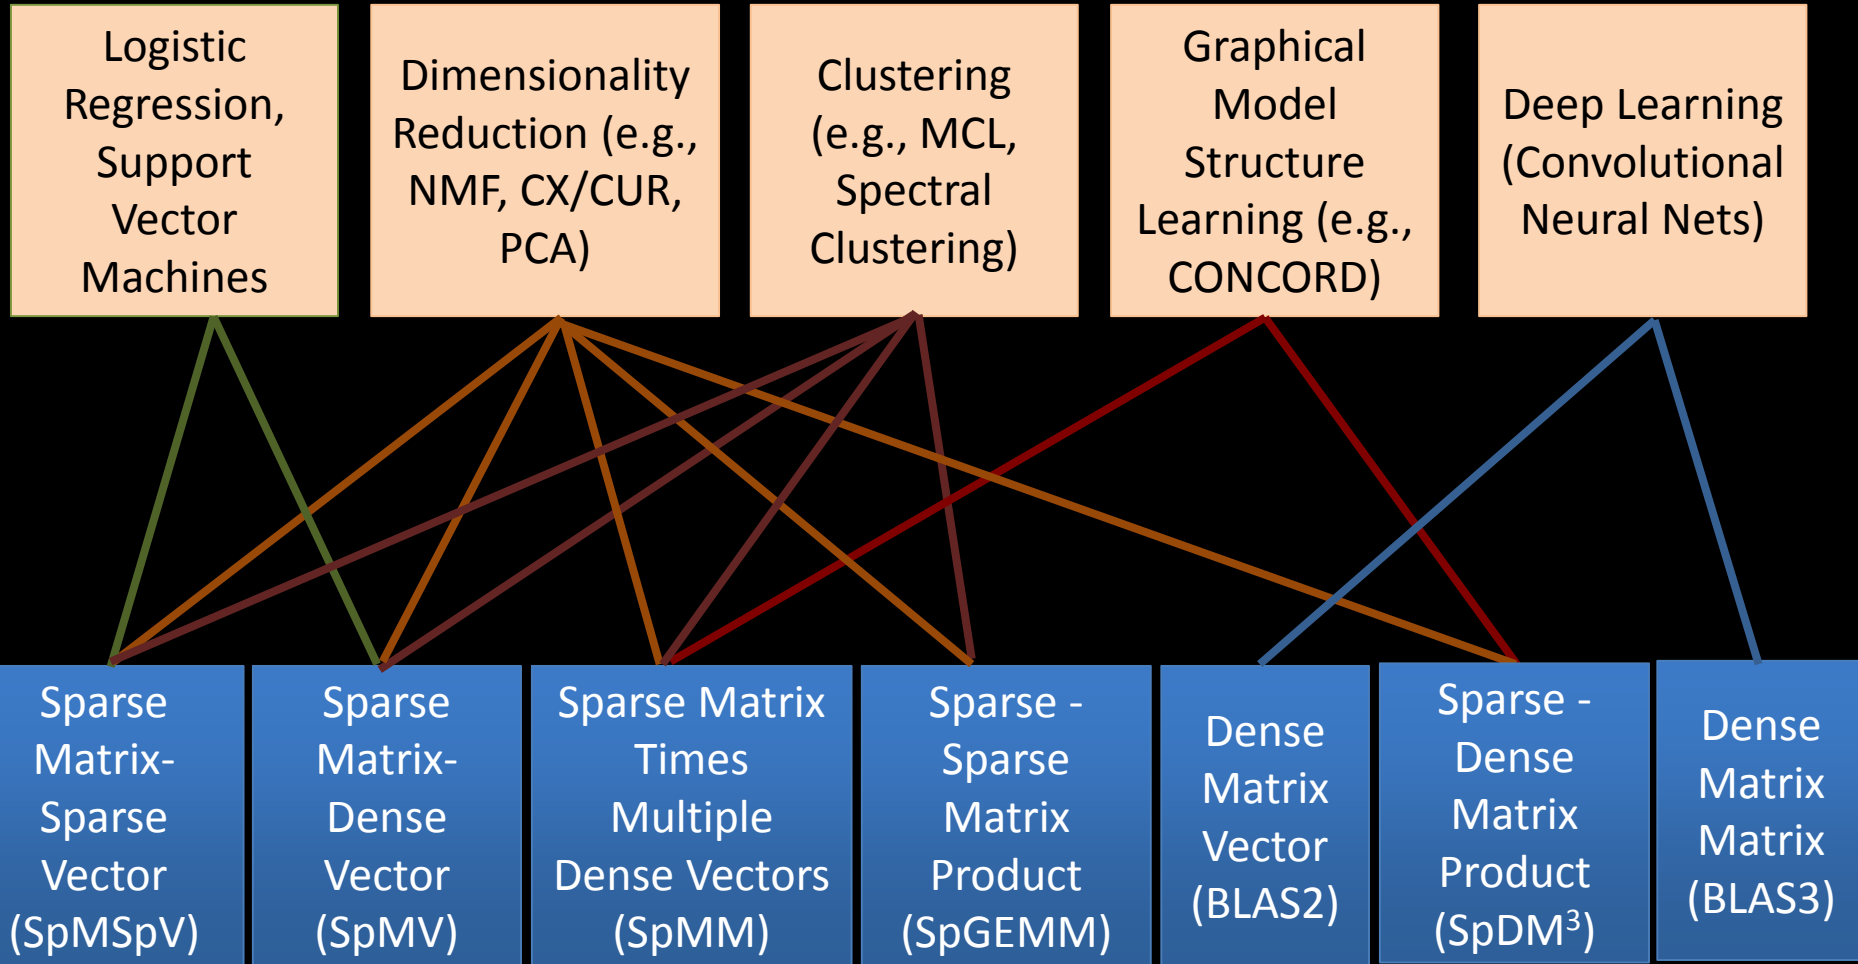 Logistic
Regression,
Support
Vector
Machines
Dimensionality
Reduction (e.g.,
NMF, CX/CUR,
PCA)
Clustering
(e.g., MCL,
Spectral
Clustering)
Graphical
Model
Structure
Learning (e.g.,
CONCORD)
Deep Learning
(Convolutional
Neural Nets)
Sparse
Matrix-
Sparse
Vector
(SpMSpV)
Sparse
Matrix-
Dense
Vector
(SpMV)
Sparse Matrix
Times
Multiple
Dense Vectors
(SpMM)
Sparse -
Sparse
Matrix
Product
(SpGEMM)
Dense
Matrix
Vector
(BLAS2)
Sparse -
Dense
Matrix
Product
(SpDM³)
Dense
Matrix
Matrix
(BLAS3)